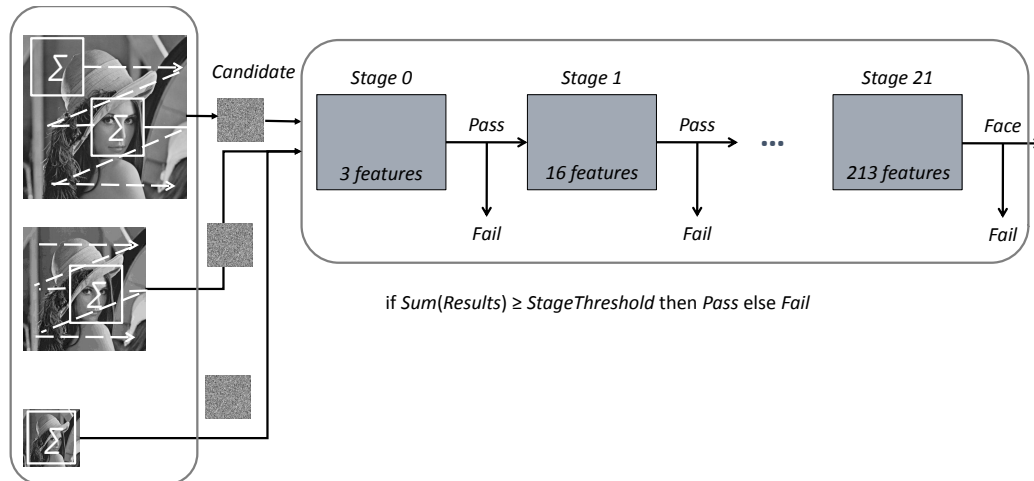 Σ
Σ
Σ
Σ
Candidate
Stage 0
3 features
Pass
Fail
Stage 1
16 features
Pass
Fail
...
Stage 21
213 features
Face
Fail
if Sum(Results) ≥ StageThreshold then Pass else Fail